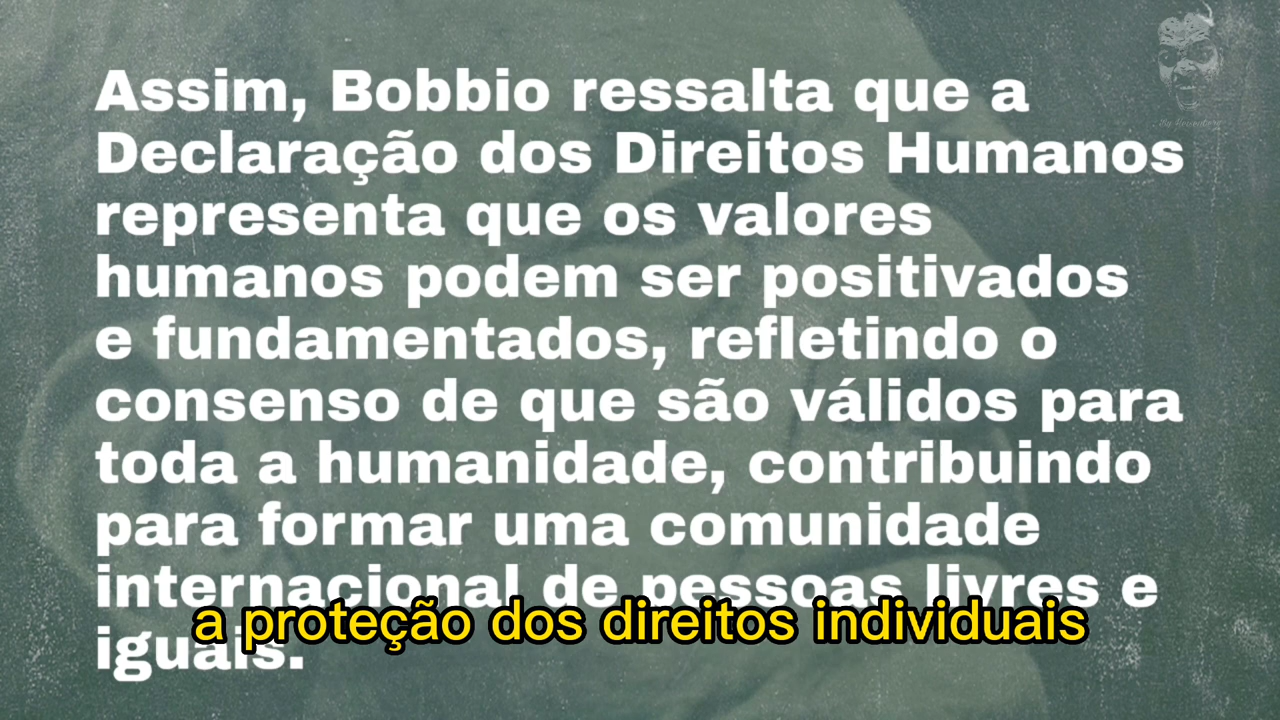 Assim, Bobbio ressalta que a
Declaração dos Direitos Humanos
representa que os valores
humanos podem ser positivados
e fundamentados, refletindo o
consenso de que são válidos para
toda a humanidade, contribuindo
para formar uma comunidade
internacional de pessoas livres e
a proteção dos direitos individuais
iguais.